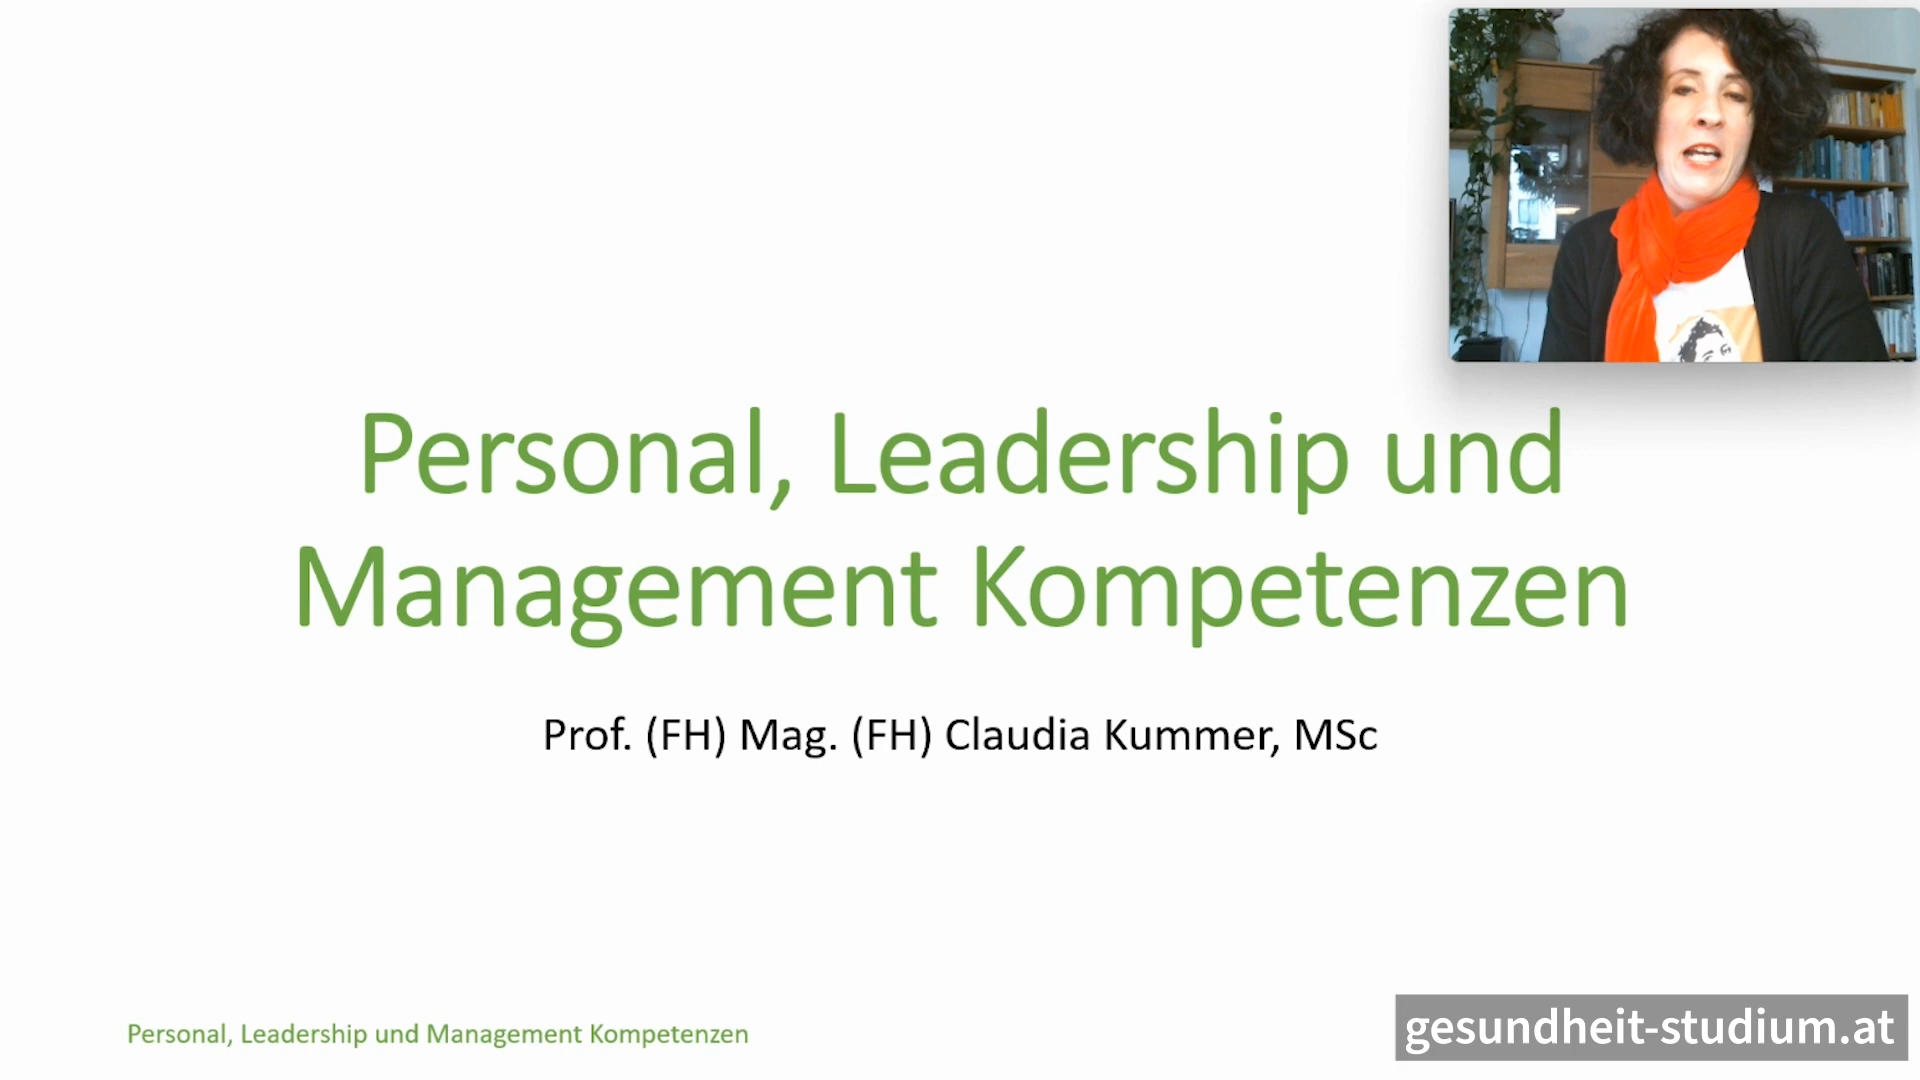 Personal, Leadership und
Management Kompetenzen
Prof. (FH) Mag. (FH) Claudia Kummer, MSc
Personal, Leadership und Management Kompetenzen
gesundheit-studium.at